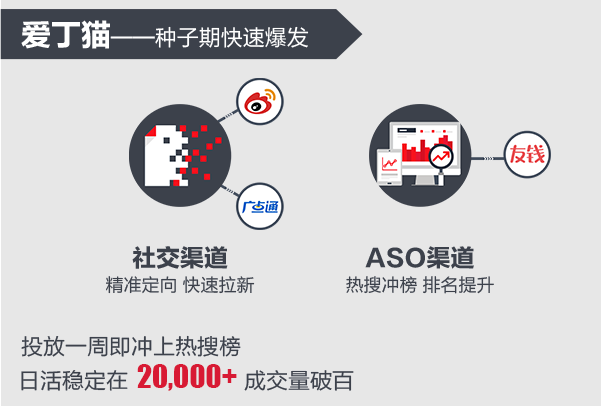 爱丁猫——种子期快速爆发
广点通
友钱
社交渠道
精准定向 快速拉新
ASO渠道
热搜冲榜 排名提升
投放一周即冲上热搜榜
日活稳定在 20,000+ 成交量破百